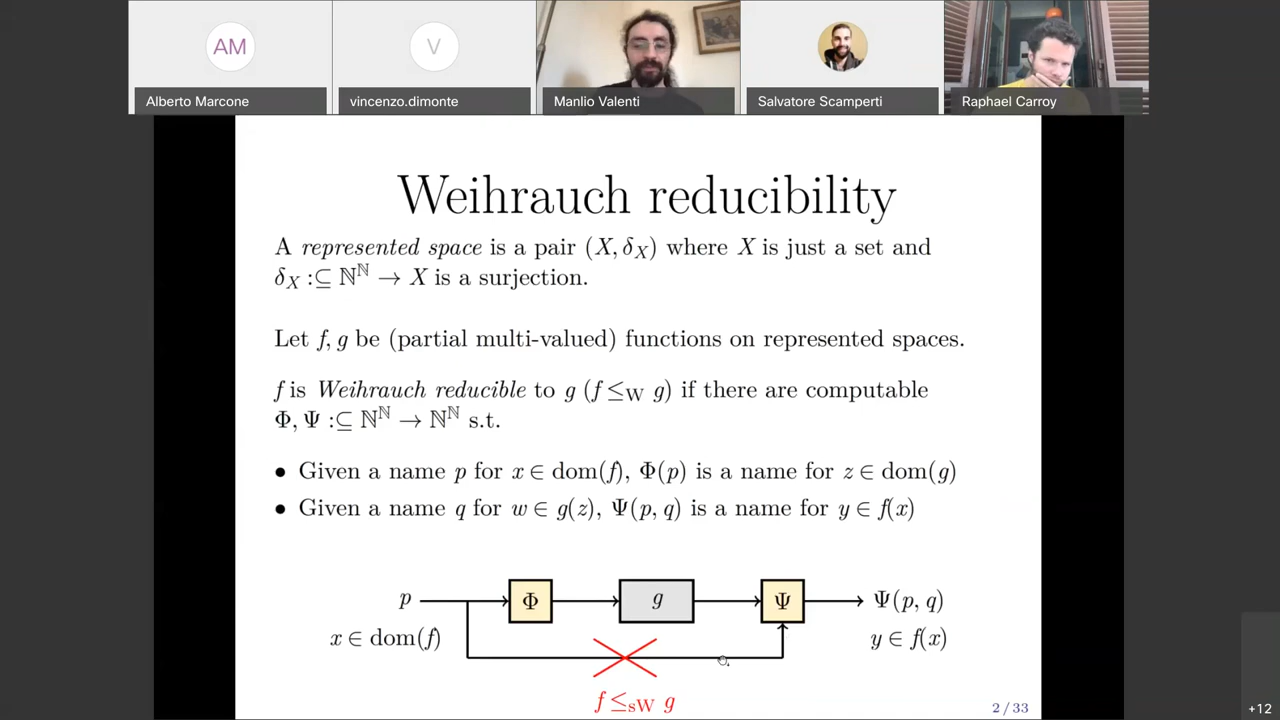 AM
V
Alberto Marcone
vincenzo.dimonte
Manlio Valenti
Salvatore Scamperti
Raphael Carroy
Weihrauch reducibility
A represented space is a pair (X, δ_X) where X is just a set and
δ_X :⊆ ℕ^ℕ → X is a surjection.
Let f, g be (partial multi-valued) functions on represented spaces.
f is Weihrauch reducible to g (f ≤_W g) if there are computable
Φ, Ψ :⊆ ℕ^ℕ → ℕ^ℕ s.t.
• Given a name p for x ∈ dom(f), Φ(p) is a name for z ∈ dom(g)
• Given a name q for w ∈ g(z), Ψ(p, q) is a name for y ∈ f(x)
p Φ g Ψ Ψ(p, q)
x ∈ dom(f) y ∈ f(x)
f ≤_sW g
2 / 33
+12